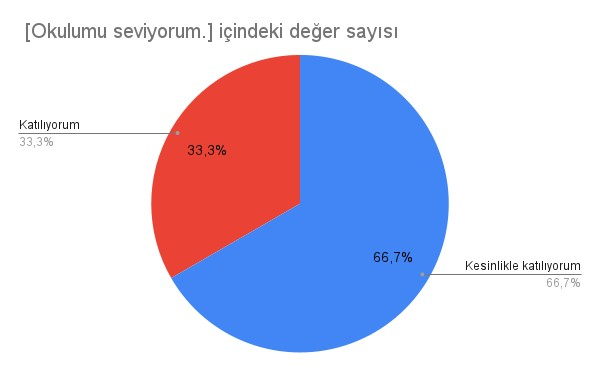 [Okulumu seviyorum.] içindeki değer sayısı
Katılıyorum
33,3%
33,3%
66,7%
Kesinlikle katılıyorum
66,7%